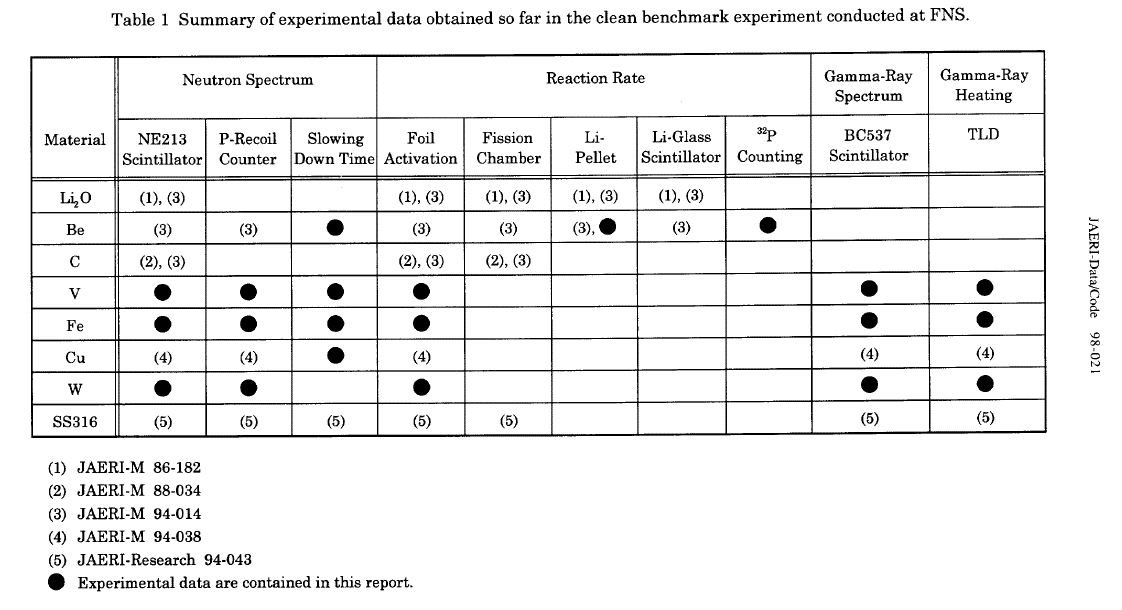 Table 1 Summary of experimental data obtained so far in the clean benchmark experiment conducted at FNS.
Material Neutron Spectrum Reaction Rate Gamma-Ray Spectrum Gamma-Ray Heating
NE213 Scintillator P-Recoil Counter Slowing Down Time Foil Activation Fission Chamber Li-Pellet Li-Glass Scintillator ³²P Counting BC537 Scintillator TLD
Li₂O (1), (3) (1), (3) (1), (3) (1), (3) (1), (3)
Be (3) (3) ● (3) (3) (3), ● (3) ●
C (2), (3) (2), (3) (2), (3)
V ● ● ● ● ● ●
Fe ● ● ● ● ● ●
Cu (4) (4) ● (4) (4) (4)
W ● ● ● ● ●
SS316 (5) (5) (5) (5) (5) (5) (5)
(1) JAERI-M 86-182
(2) JAERI-M 88-034
(3) JAERI-M 94-014
(4) JAERI-M 94-038
(5) JAERI-Research 94-043
● Experimental data are contained in this report.
JAERI-Data/Code 98-021